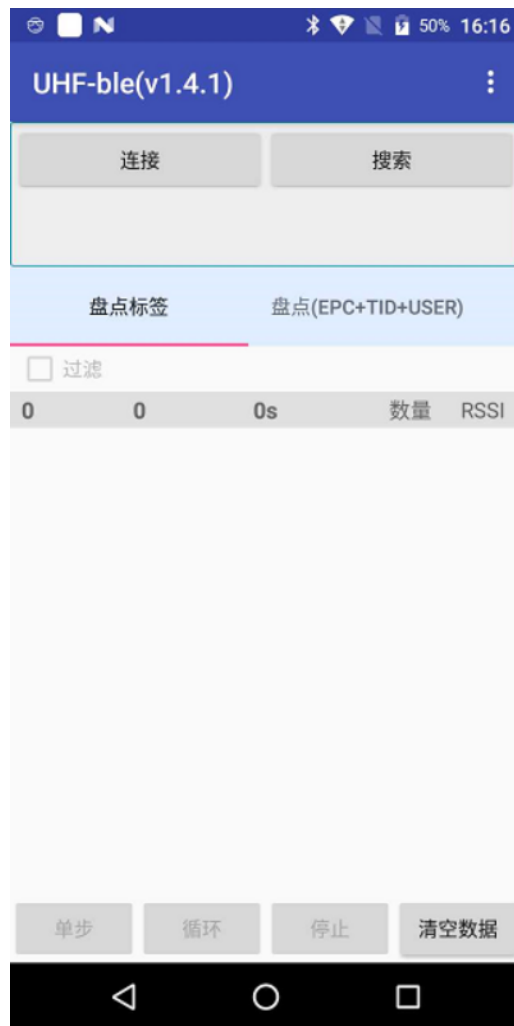 50% 16:16
UHF-ble(v1.4.1)
连接 搜索
盘点标签 盘点(EPC+TID+USER)
过滤
0 0 0s 数量 RSSI
单步 循环 停止 清空数据